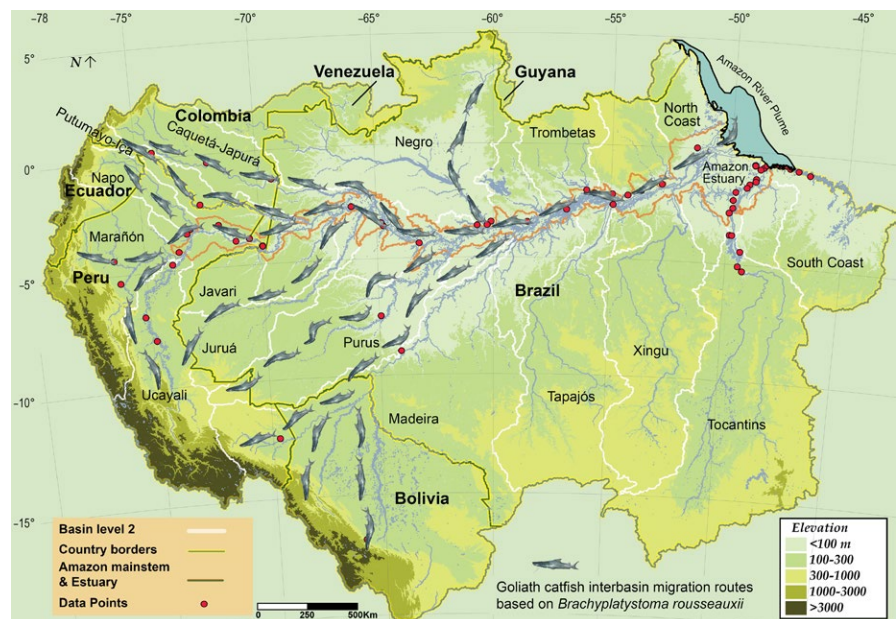 −78° −75° −70° −65° −60° −55° −50° −45°
5°
N ↑
Venezuela
Guyana
Amazon River Plume
Colombia
North
Coast
Putumayo-Iça
Caquetá-Japurá
Negro
Trombetas
0°
Napo
Amazon
Estuary
Ecuador
Marañón
South Coast
Peru
−5°
Javari
Brazil
Juruá
Purus
Xingu
−10°
Ucayali
Madeira
Tapajós
Tocantins
Bolivia
−15°
Basin level 2
Country borders
Amazon mainstem
& Estuary
Data Points
0 250 500Km
Goliath catfish interbasin migration routes
based on Brachyplatystoma rousseauxii
Elevation
<100 m
100-300
300-1000
1000-3000
>3000